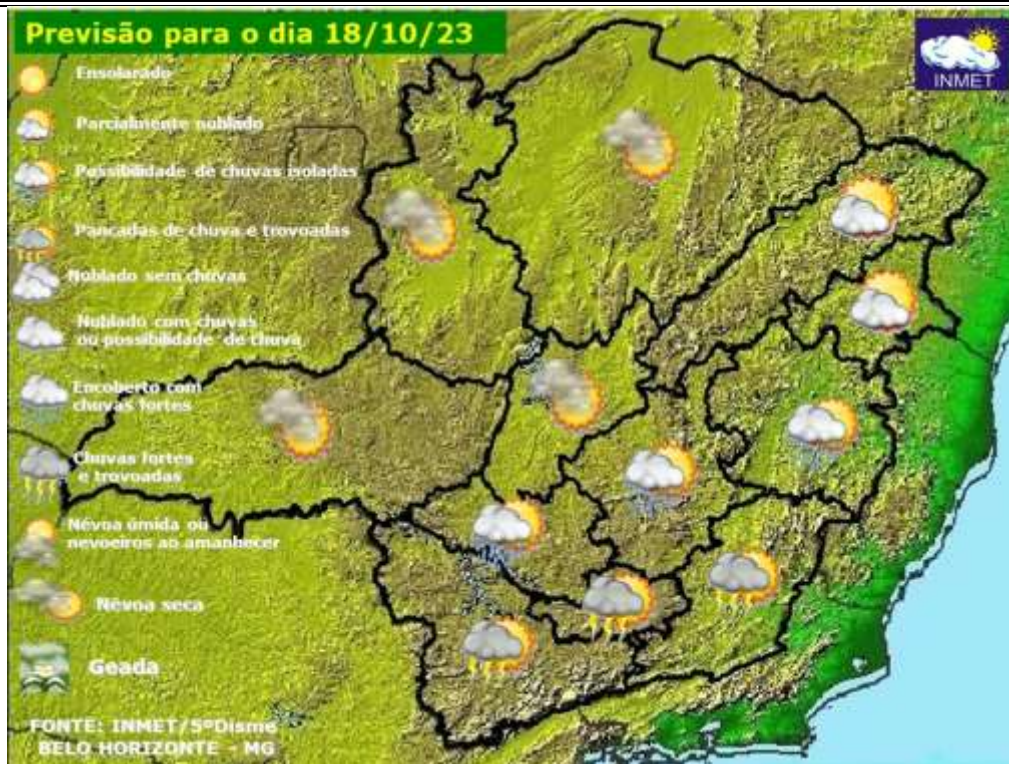 Previsão para o dia 18/10/23
INMET
Ensolarado
Parcialmente nublado
Possibilidade de chuvas isoladas
Pancadas de chuva e trovoadas
Noblado sem chuvas
Nublado com chuvas
ou possibilidade de chuva
Encoberto com
chuvas fortes
Chuvas fortes
e trovoadas
Névoa úmida ou
nevoeiros ao amanhecer
Névoa seca
Geada
FONTE: INMET/5ºDisme
BELO HORIZONTE - MG